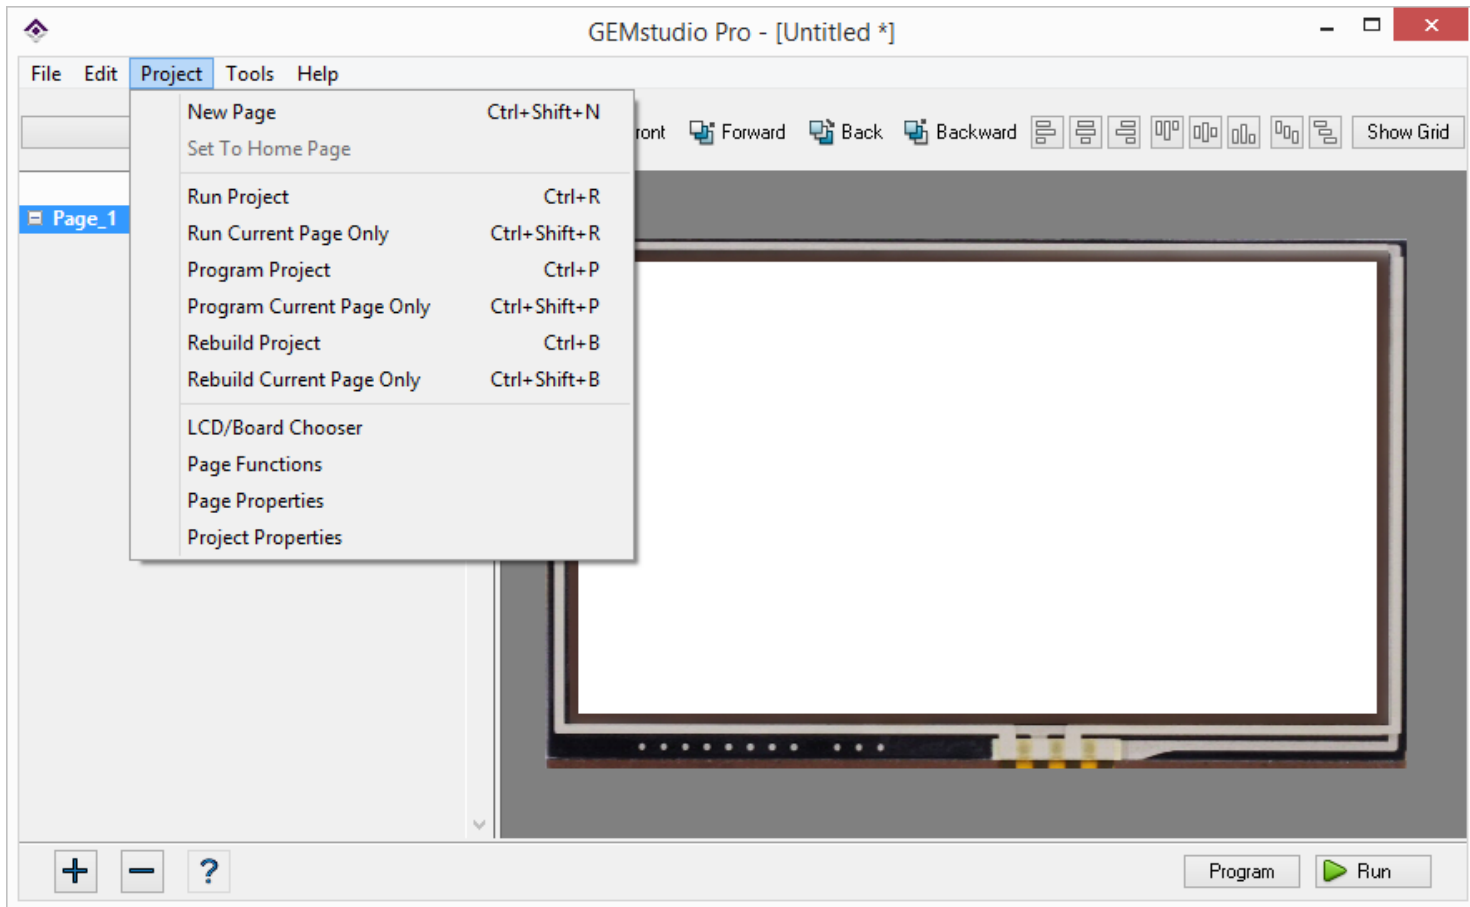 GEMstudio Pro - [Untitled *]
File Edit Project Tools Help
New Page Ctrl+Shift+N
Set To Home Page
Run Project Ctrl+R
Run Current Page Only Ctrl+Shift+R
Program Project Ctrl+P
Program Current Page Only Ctrl+Shift+P
Rebuild Project Ctrl+B
Rebuild Current Page Only Ctrl+Shift+B
LCD/Board Chooser
Page Functions
Page Properties
Project Properties
ront Forward Back Backward Show Grid
Page_1
? Program Run